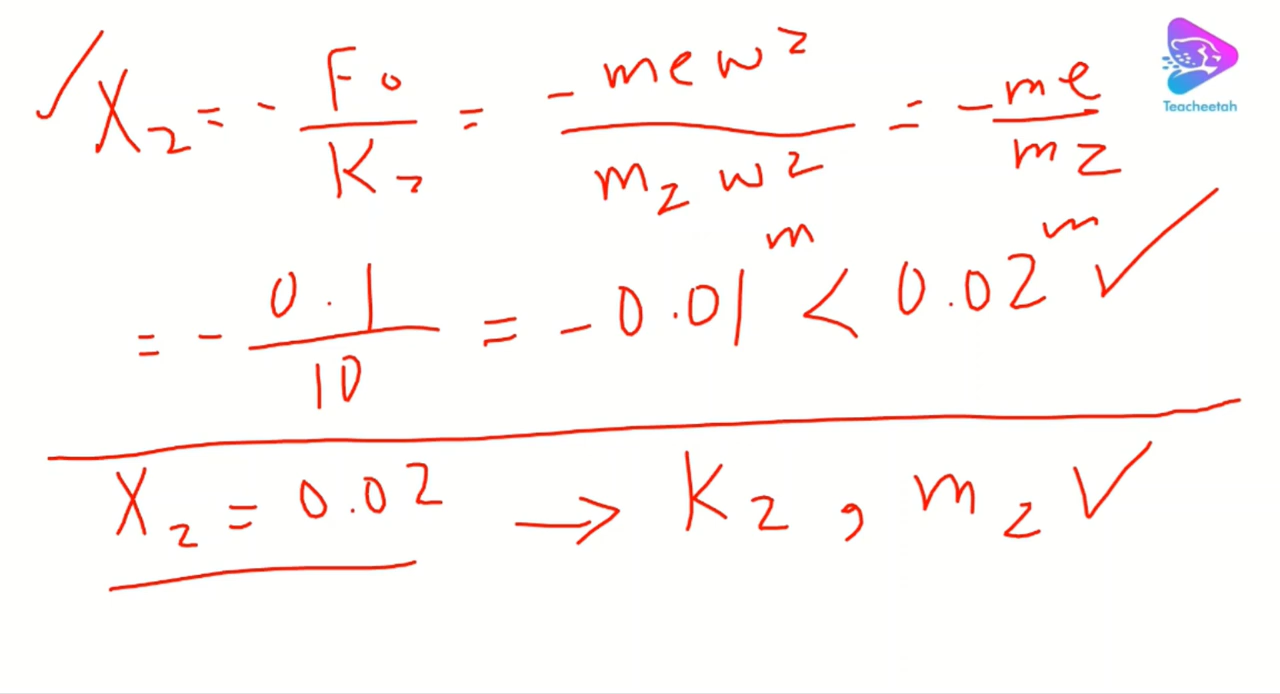 X₂ = - F₀/K₂ = -meω²/m₂ω² = -me/m₂
Teacheetah
= - 0.1/10 = -0.01 m < 0.02 m ✓
X₂ = 0.02 → K₂, m₂ ✓